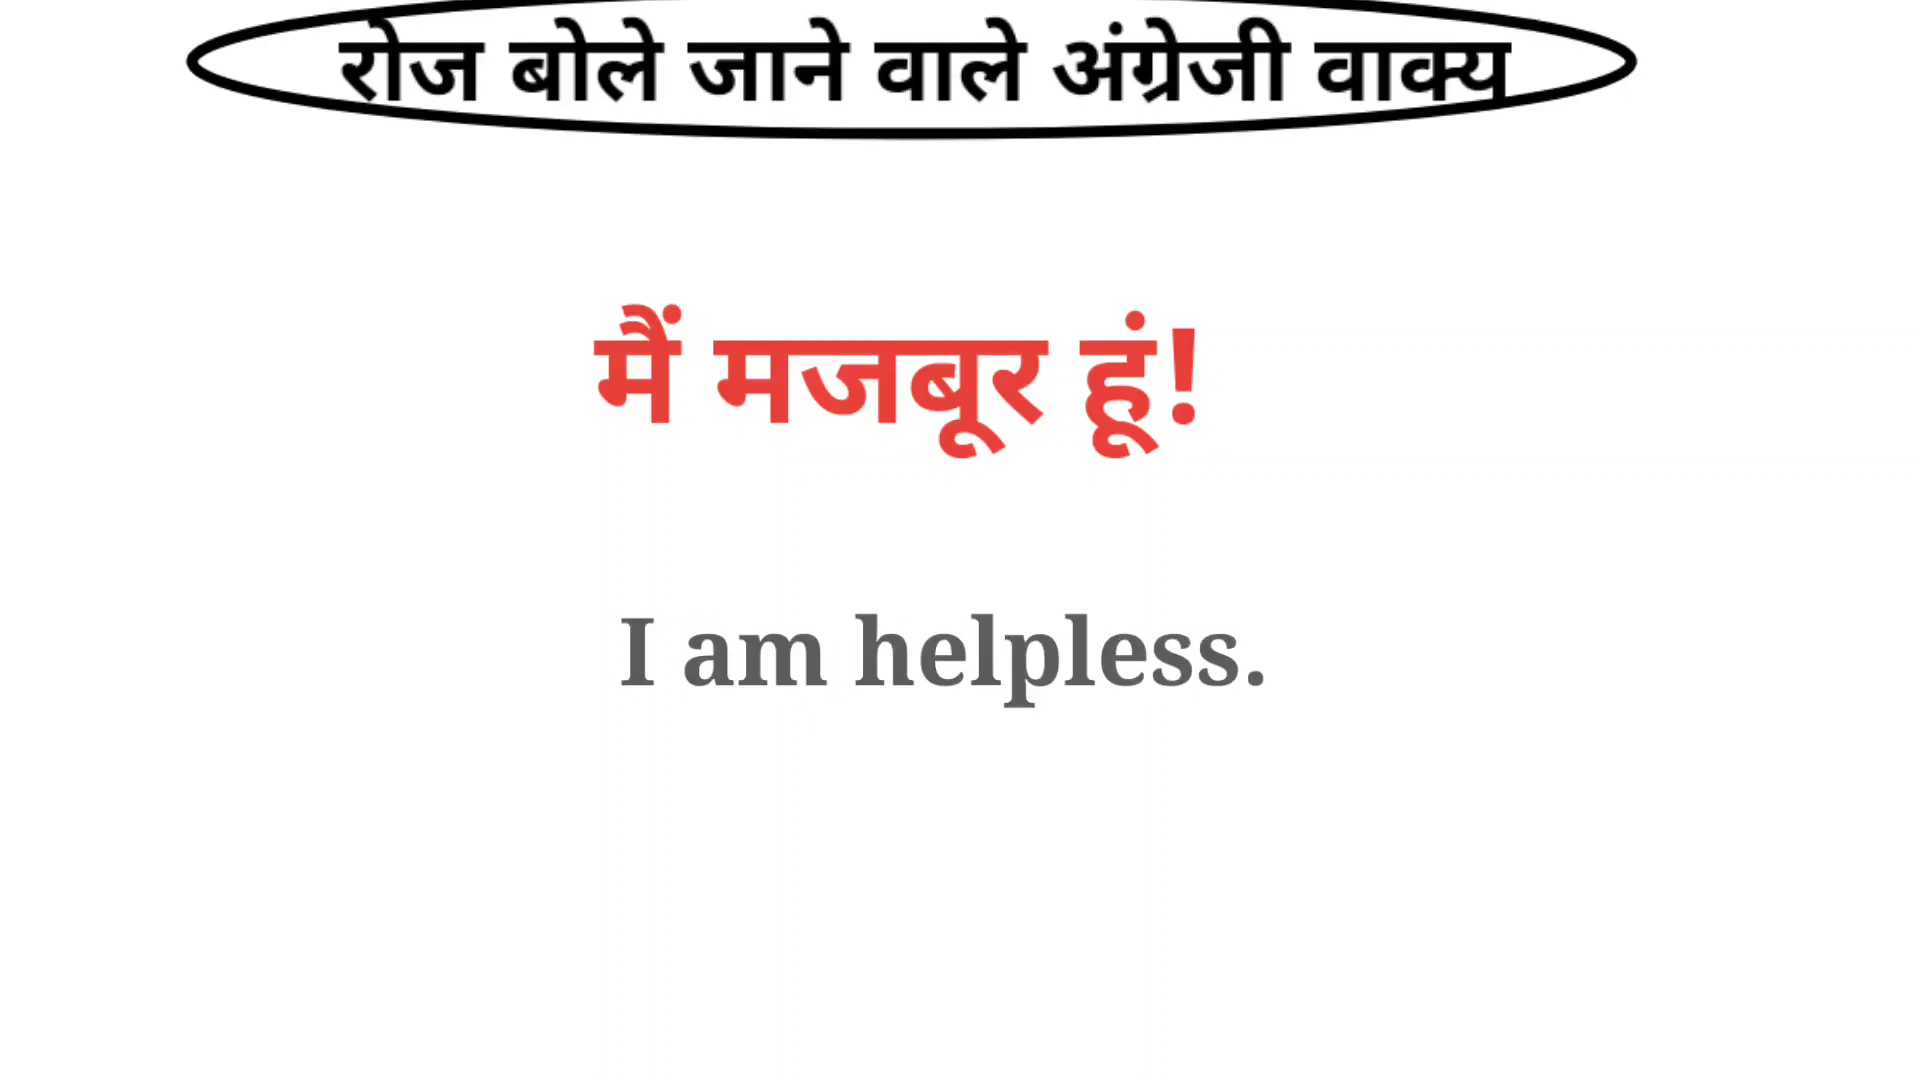 रोज बोले जाने वाले अंग्रेजी वाक्य
मैं मजबूर हूं!
I am helpless.